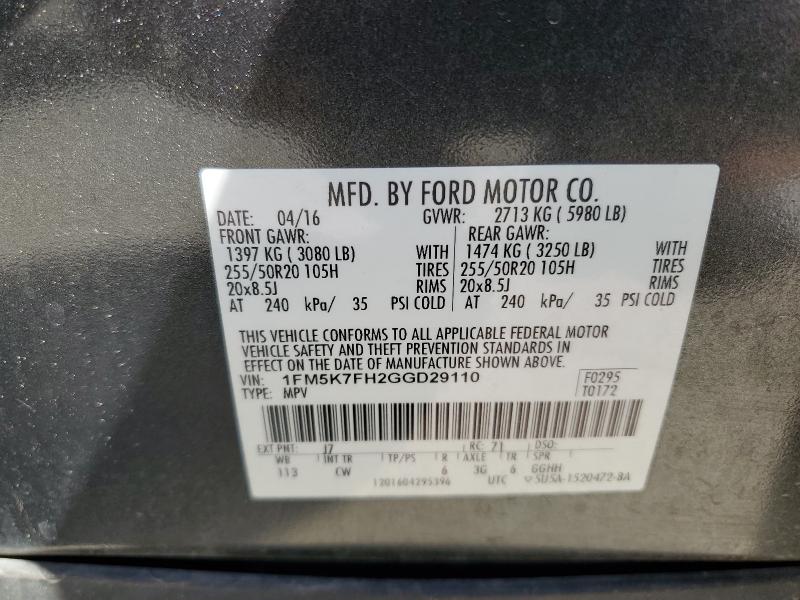 MFD. BY FORD MOTOR CO.
DATE: 04/16 GVWR: 2713 KG ( 5980 LB)
FRONT GAWR: REAR GAWR:
1397 KG ( 3080 LB) WITH 1474 KG ( 3250 LB) WITH
255/50R20 105H TIRES 255/50R20 105H TIRES
20x8.5J RIMS 20x8.5J RIMS
AT 240 kPa/ 35 PSI COLD AT 240 kPa/ 35 PSI COLD
THIS VEHICLE CONFORMS TO ALL APPLICABLE FEDERAL MOTOR
VEHICLE SAFETY AND THEFT PREVENTION STANDARDS IN
EFFECT ON THE DATE OF MANUFACTURE SHOWN ABOVE.
VIN: 1FM5K7FH2GGD29110 F0295
TYPE: MPV T0172
EXT PNT: J7 RC: 71 DSO:
WB INT TR TP/PS R AXLE TR SPR
113 CW 6 3G 6 GGHH
1201604295396 UTC 5U5A-1520472-BA